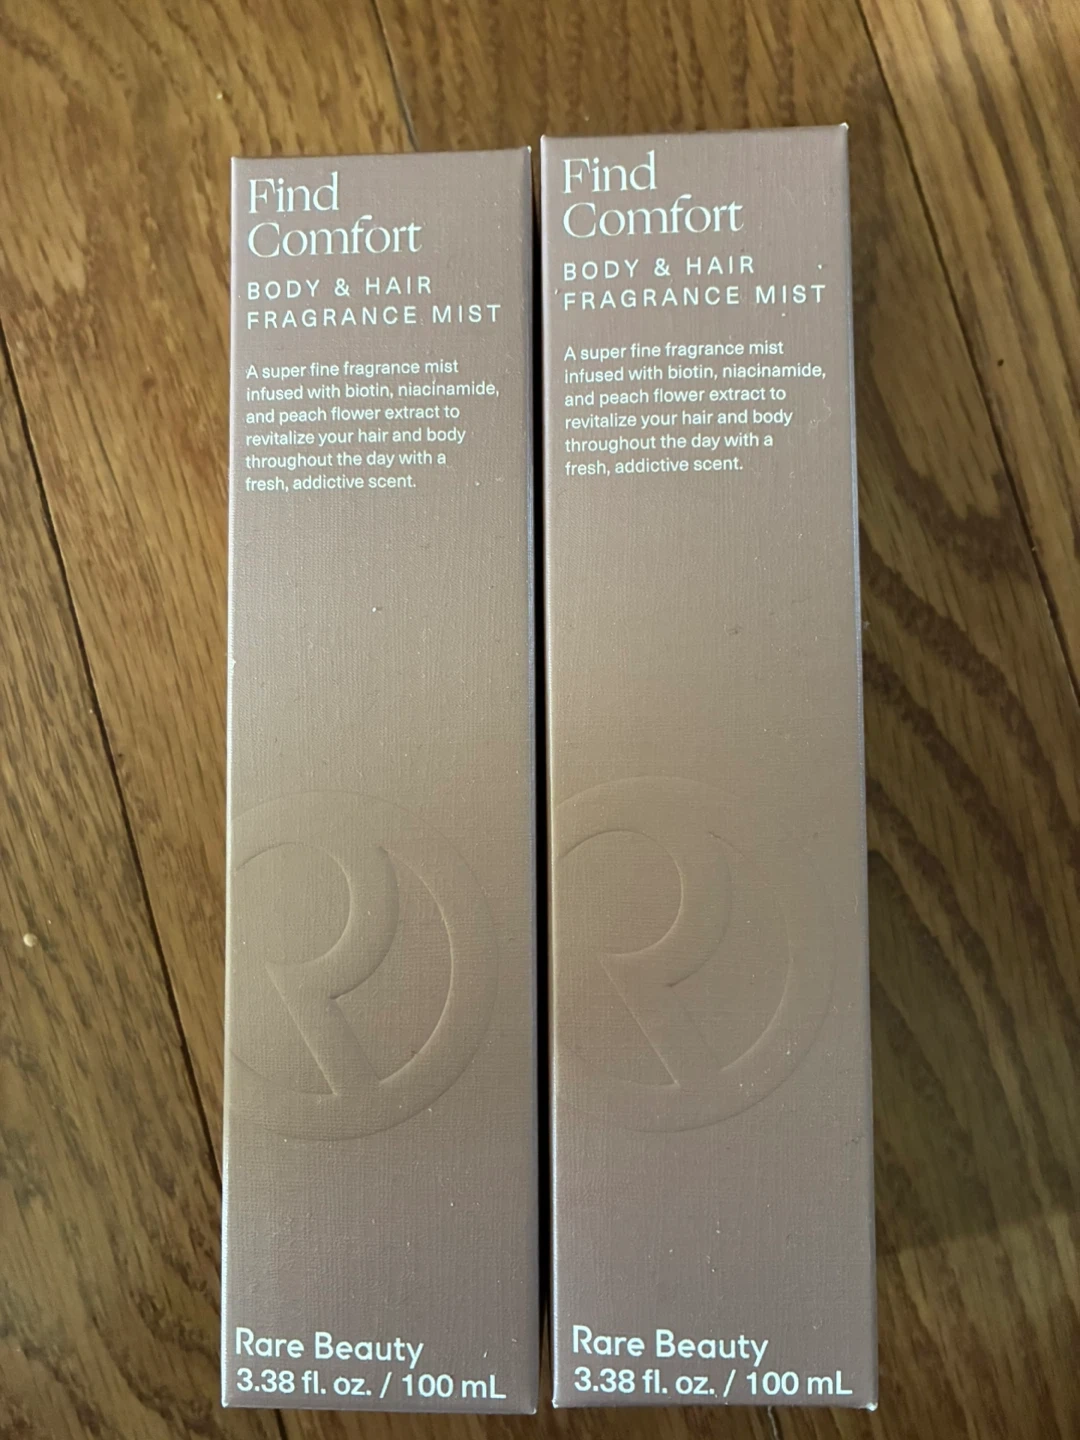 Find
Comfort
BODY & HAIR
FRAGRANCE MIST
A super fine fragrance mist
infused with biotin, niacinamide,
and peach flower extract to
revitalize your hair and body
throughout the day with a
fresh, addictive scent.
R
Rare Beauty
3.38 fl. oz. / 100 mL
Find
Comfort
BODY & HAIR
FRAGRANCE MIST
A super fine fragrance mist
infused with biotin, niacinamide,
and peach flower extract to
revitalize your hair and body
throughout the day with a
fresh, addictive scent.
R
Rare Beauty
3.38 fl. oz. / 100 mL